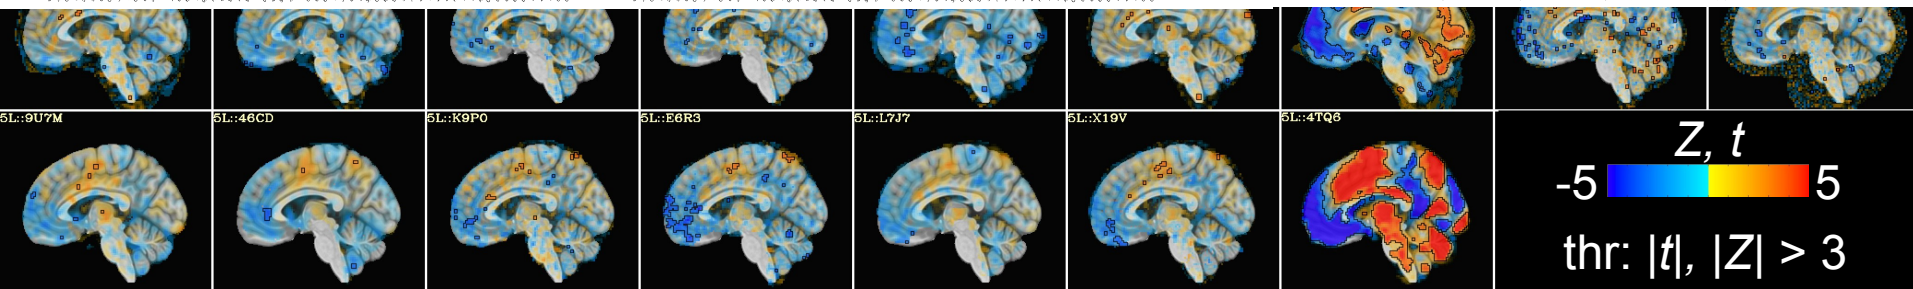 5L::9U7M
5L::46CD
5L::K9P0
5L::E6R3
5L::L7J7
5L::X19V
5L::4TQ6
Z, t
-5 5
thr: |t|, |Z| > 3